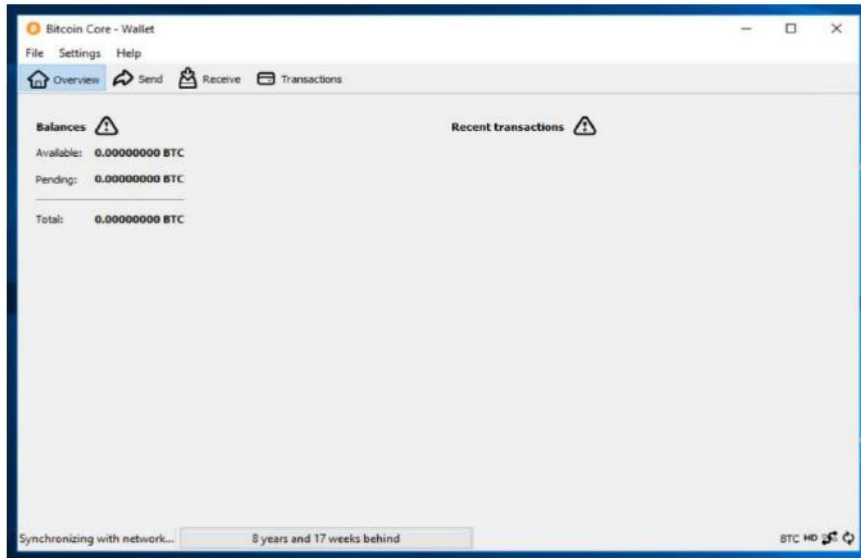 Bitcoin Core - Wallet
File Settings Help
Overview Send Receive Transactions
Balances Recent transactions
Available: 0.00000000 BTC
Pending: 0.00000000 BTC
Total: 0.00000000 BTC
Synchronizing with network... 8 years and 17 weeks behind BTC HD